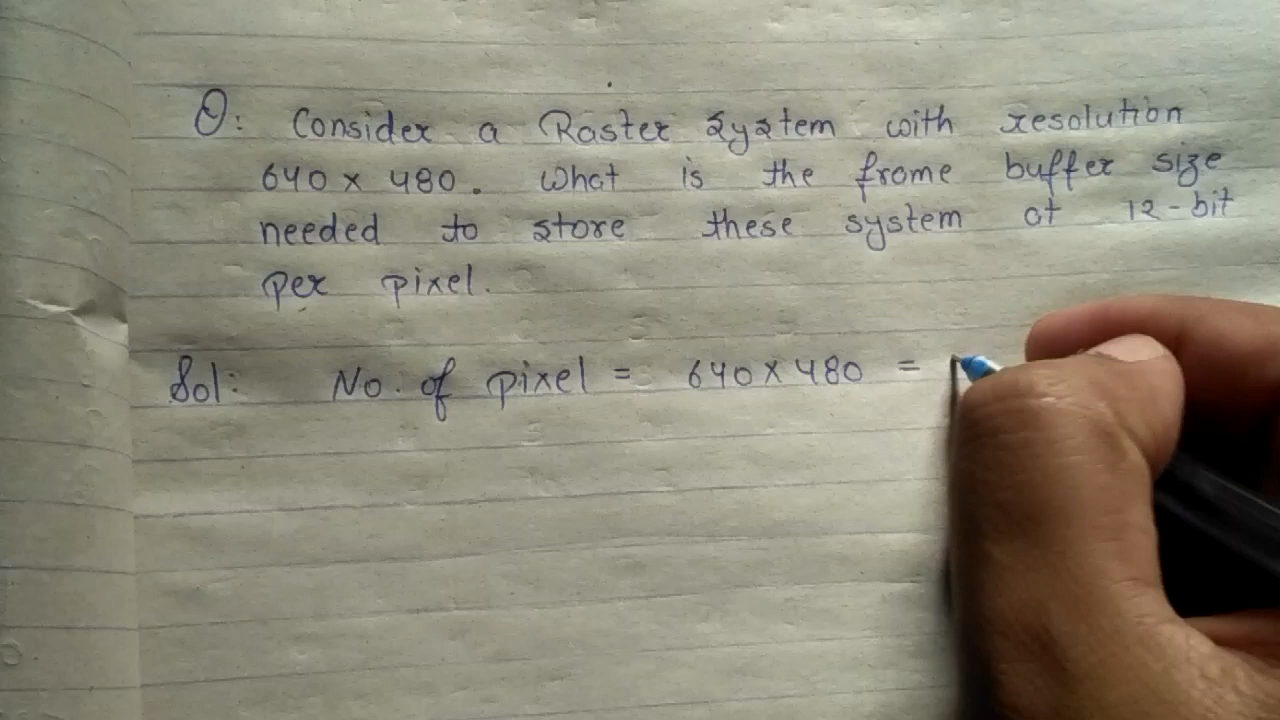 Q: Consider a Raster System with resolution
640 x 480. What is the frome buffer size
needed to store these system at 12-bit
per pixel.
Sol: No. of pixel = 640 x 480 =